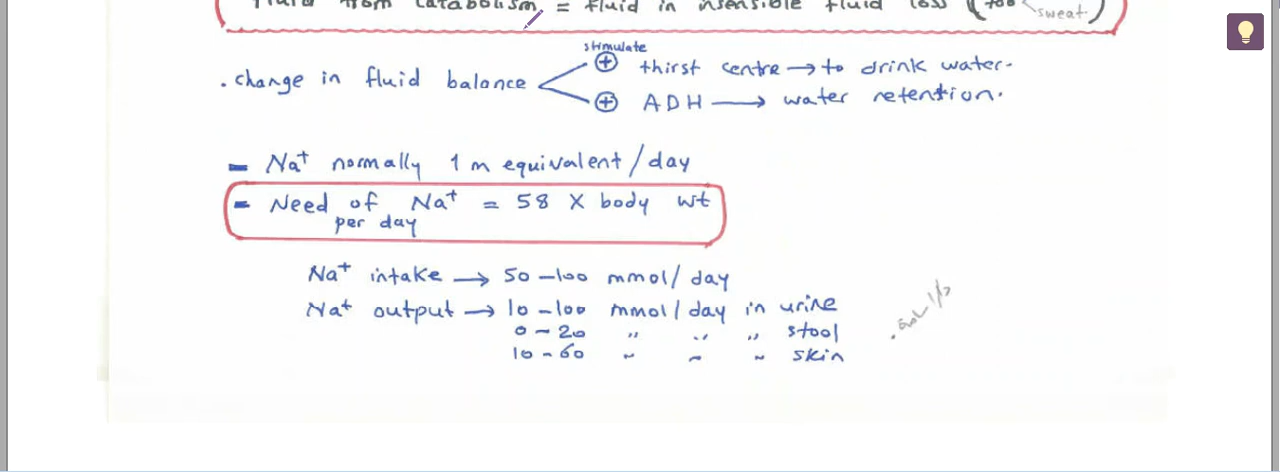 fluid from catabolism = fluid in insensible fluid loss (
sweat)
stimulate
. change in fluid balance ⊕ thirst centre → to drink water.
⊕ ADH → water retention.
- Na+ normally 1 m equivalent / day
- Need of Na+ = 58 X body wt
per day
Na+ intake → 50-100 mmol / day
Na+ output → 10-100 mmol / day in urine
0-20 " " " stool
10-60 " " " skin